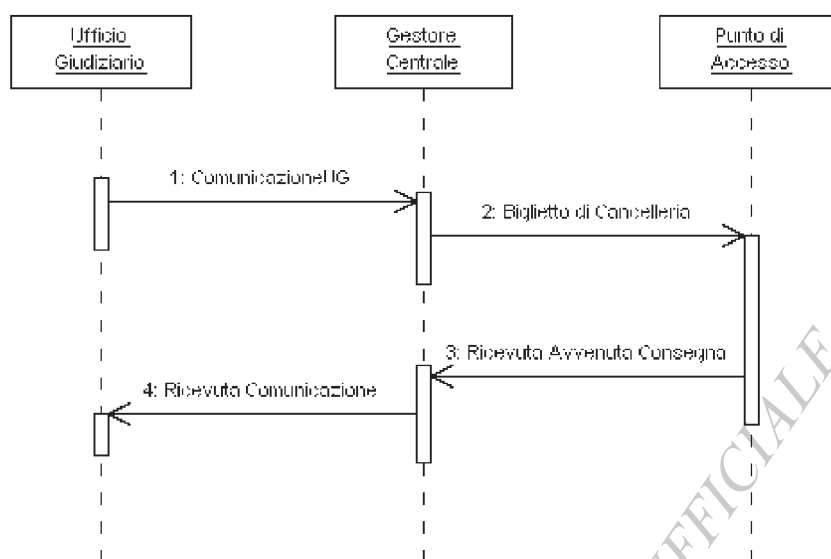 Ufficio
Giudiziario
Gestore
Centrale
Punto di
Accesso
1: ComunicazioneUG
2: Biglietto di Cancelleria
3: Ricevuta Avvenuta Consegna
4: Ricevuta Comunicazione